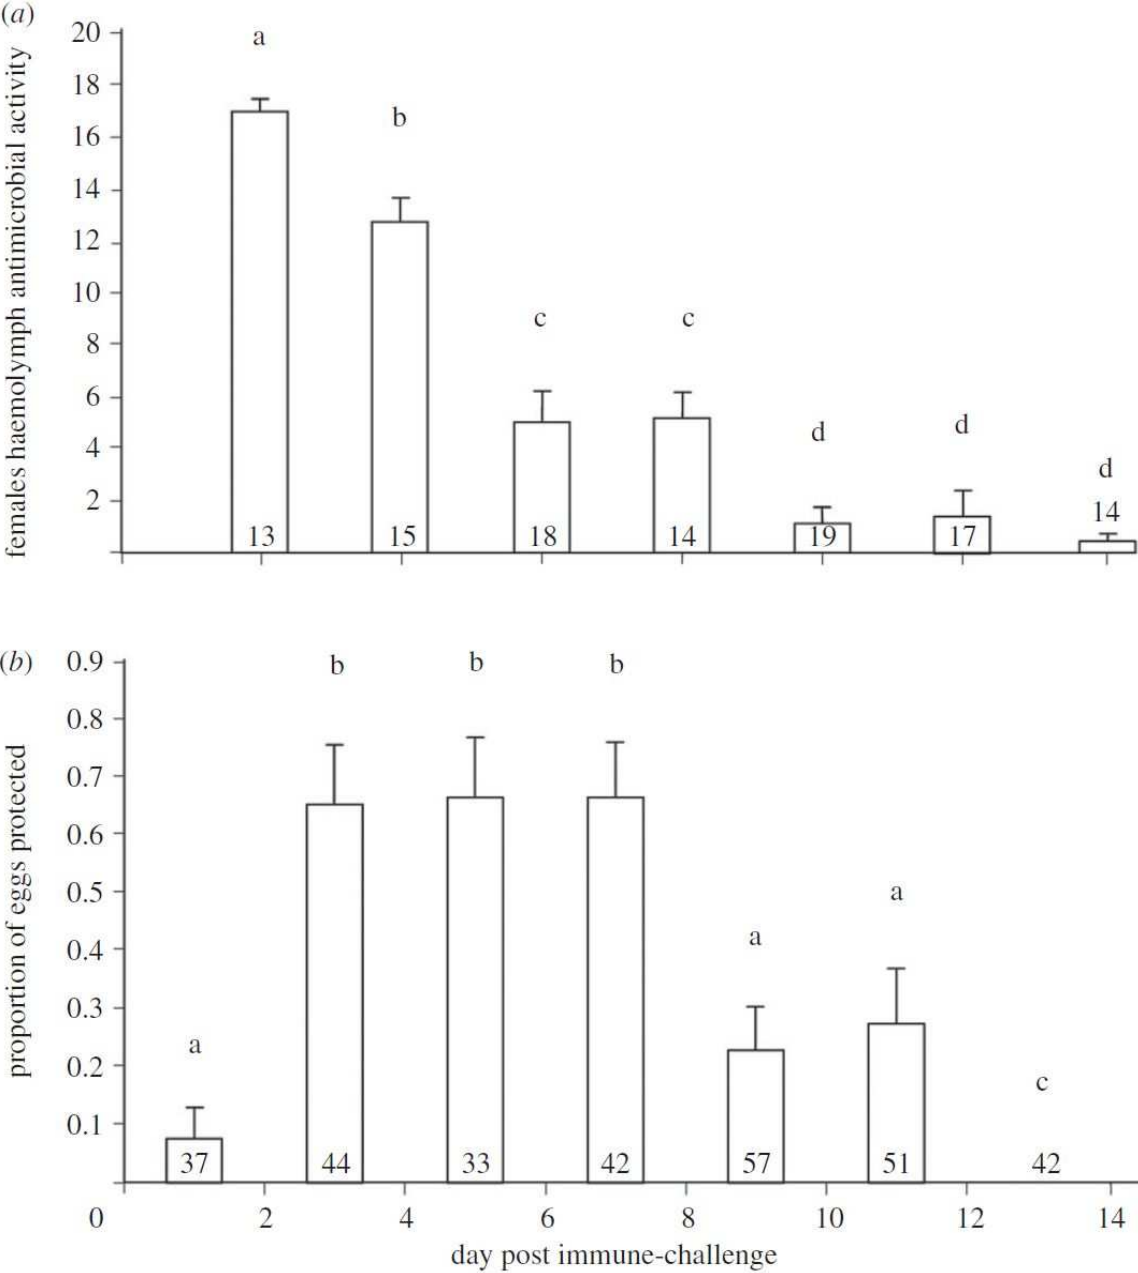 (a)
females haemolymph antimicrobial activity
20
18
16
14
12
10
8
6
4
2
a
b
c
c
d
d
d
13
15
18
14
19
17
14
(b)
proportion of eggs protected
0.9
0.8
0.7
0.6
0.5
0.4
0.3
0.2
0.1
a
b
b
b
a
a
c
37
44
33
42
57
51
42
0 2 4 6 8 10 12 14
day post immune-challenge